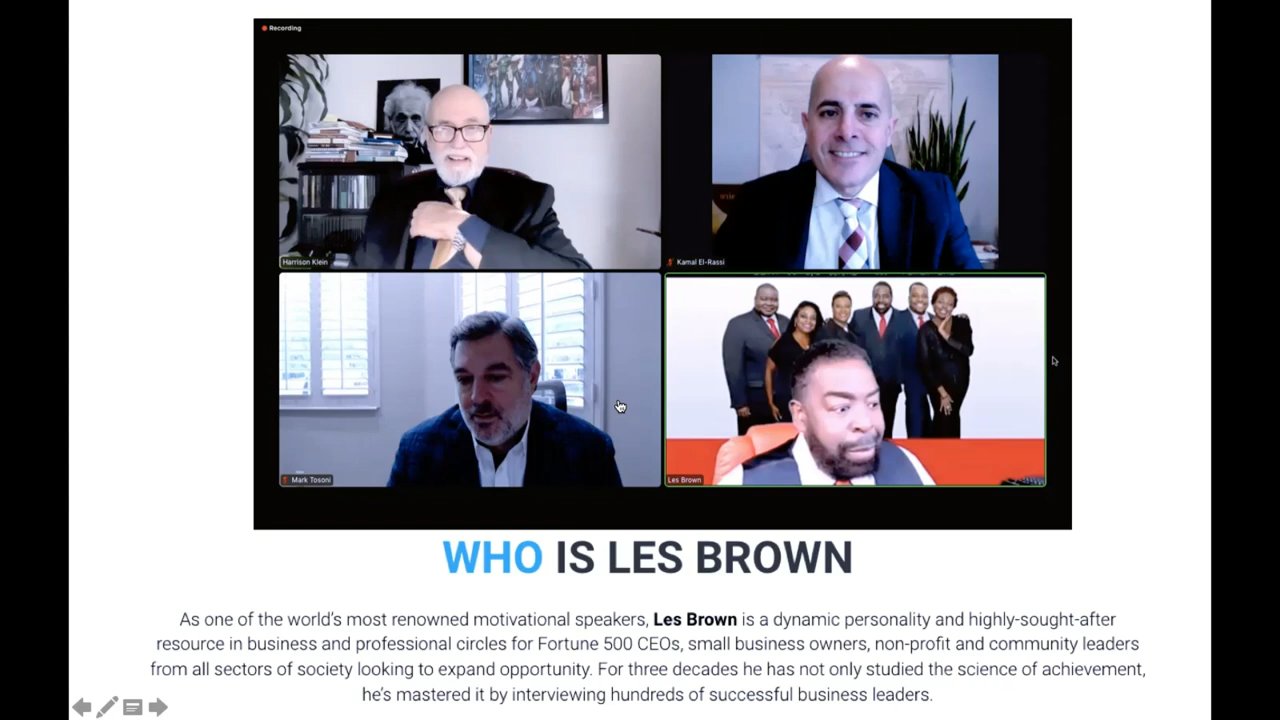 Recording
Harrison Klein
Kamal El-Rassi
Mark Tosoni
Les Brown
WHO IS LES BROWN
As one of the world's most renowned motivational speakers, Les Brown is a dynamic personality and highly-sought-after
resource in business and professional circles for Fortune 500 CEOs, small business owners, non-profit and community leaders
from all sectors of society looking to expand opportunity. For three decades he has not only studied the science of achievement,
he's mastered it by interviewing hundreds of successful business leaders.